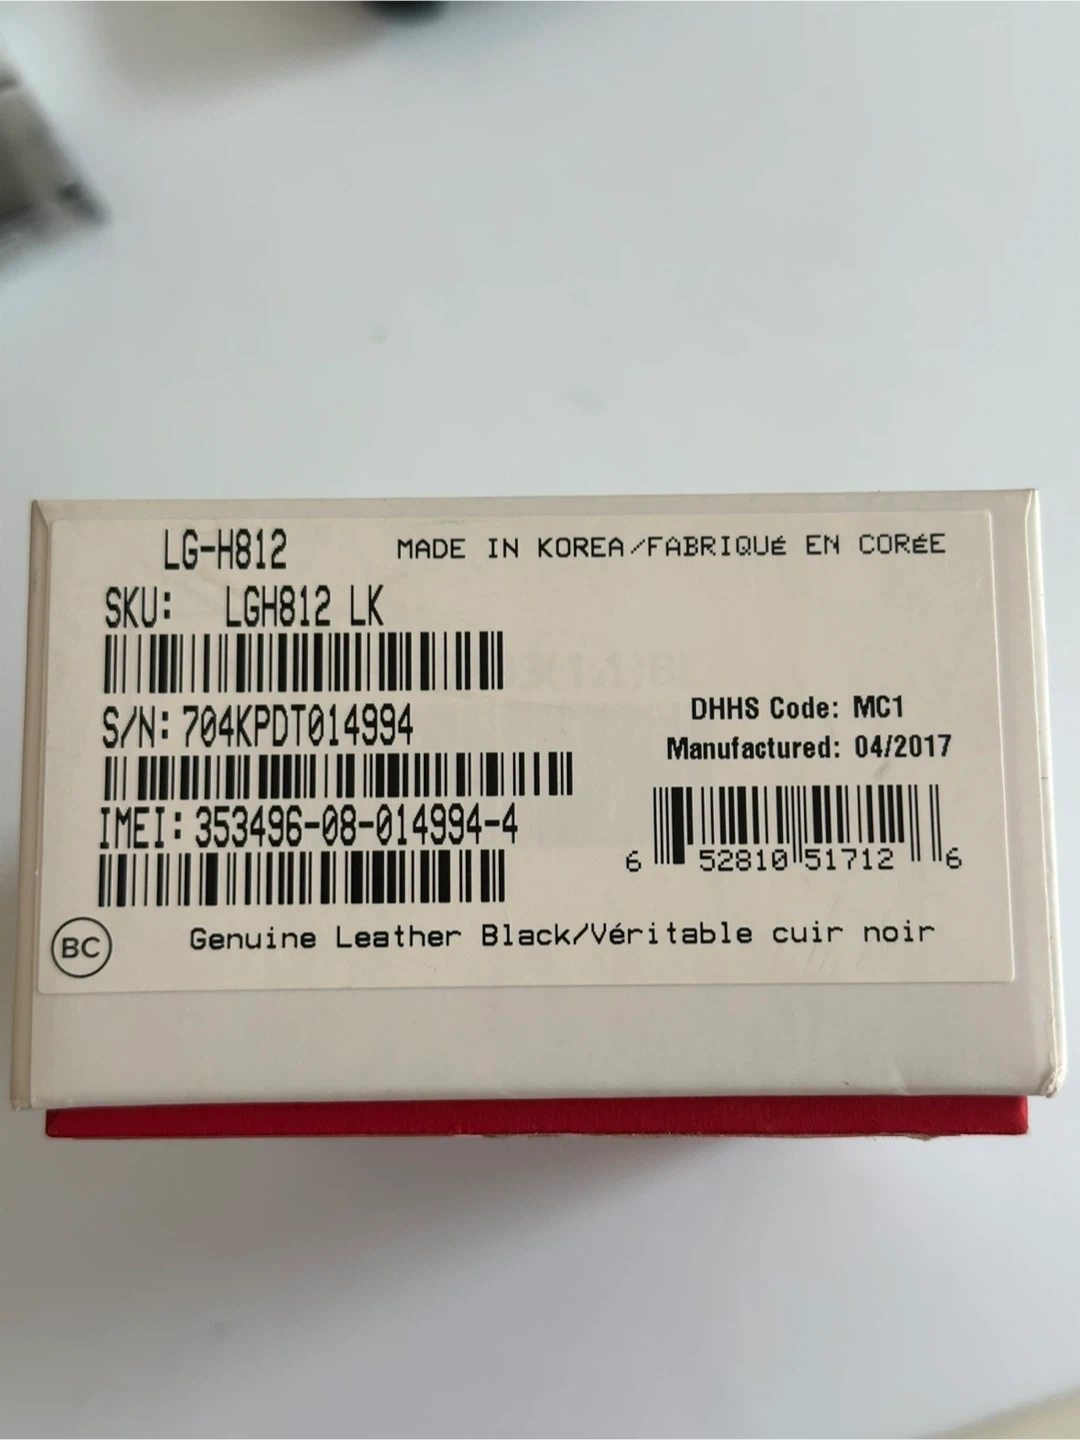 LG-H812
MADE IN KOREA/FABRIQUÉ EN CORÉE
SKU: LGH812 LK
S/N: 704KPDT014994
DHHS Code: MC1
Manufactured: 04/2017
IMEI: 353496-08-014994-4
6 52810 51712 6
BC
Genuine Leather Black/Véritable cuir noir